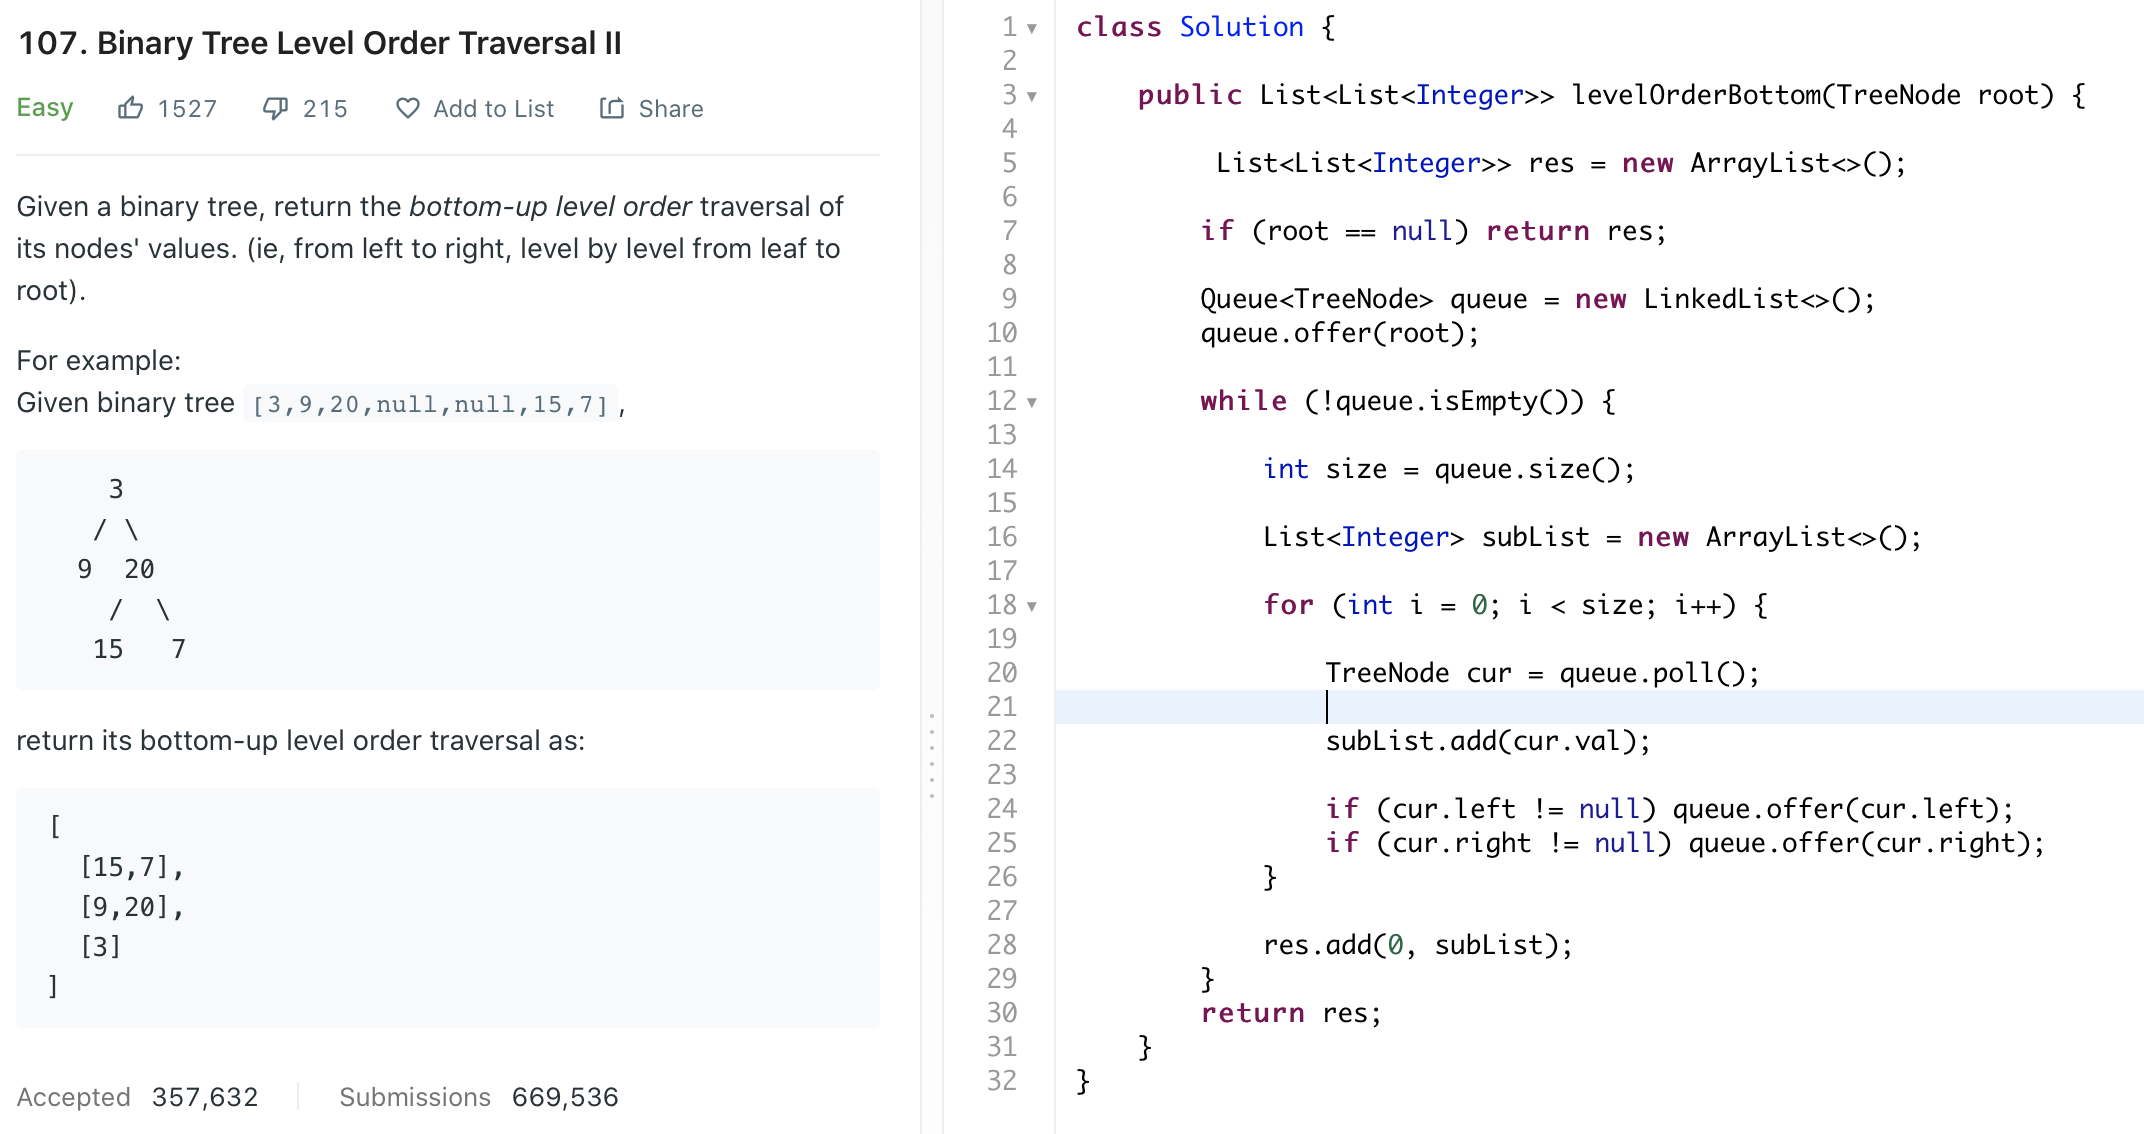 107. Binary Tree Level Order Traversal II
Easy 1527 215 Add to List Share
Given a binary tree, return the bottom-up level order traversal of
its nodes' values. (ie, from left to right, level by level from leaf to
root).
For example:
Given binary tree [3,9,20,null,null,15,7],
    3
   / \
  9  20
    /  \
   15   7
return its bottom-up level order traversal as:
[
  [15,7],
  [9,20],
  [3]
]
Accepted 357,632 Submissions 669,536
1 class Solution {
2
3     public List<List<Integer>> levelOrderBottom(TreeNode root) {
4
5          List<List<Integer>> res = new ArrayList<>();
6
7         if (root == null) return res;
8
9         Queue<TreeNode> queue = new LinkedList<>();
10         queue.offer(root);
11
12         while (!queue.isEmpty()) {
13
14             int size = queue.size();
15
16             List<Integer> subList = new ArrayList<>();
17
18             for (int i = 0; i < size; i++) {
19
20                 TreeNode cur = queue.poll();
21
22                 subList.add(cur.val);
23
24                 if (cur.left != null) queue.offer(cur.left);
25                 if (cur.right != null) queue.offer(cur.right);
26             }
27
28             res.add(0, subList);
29         }
30         return res;
31     }
32 }